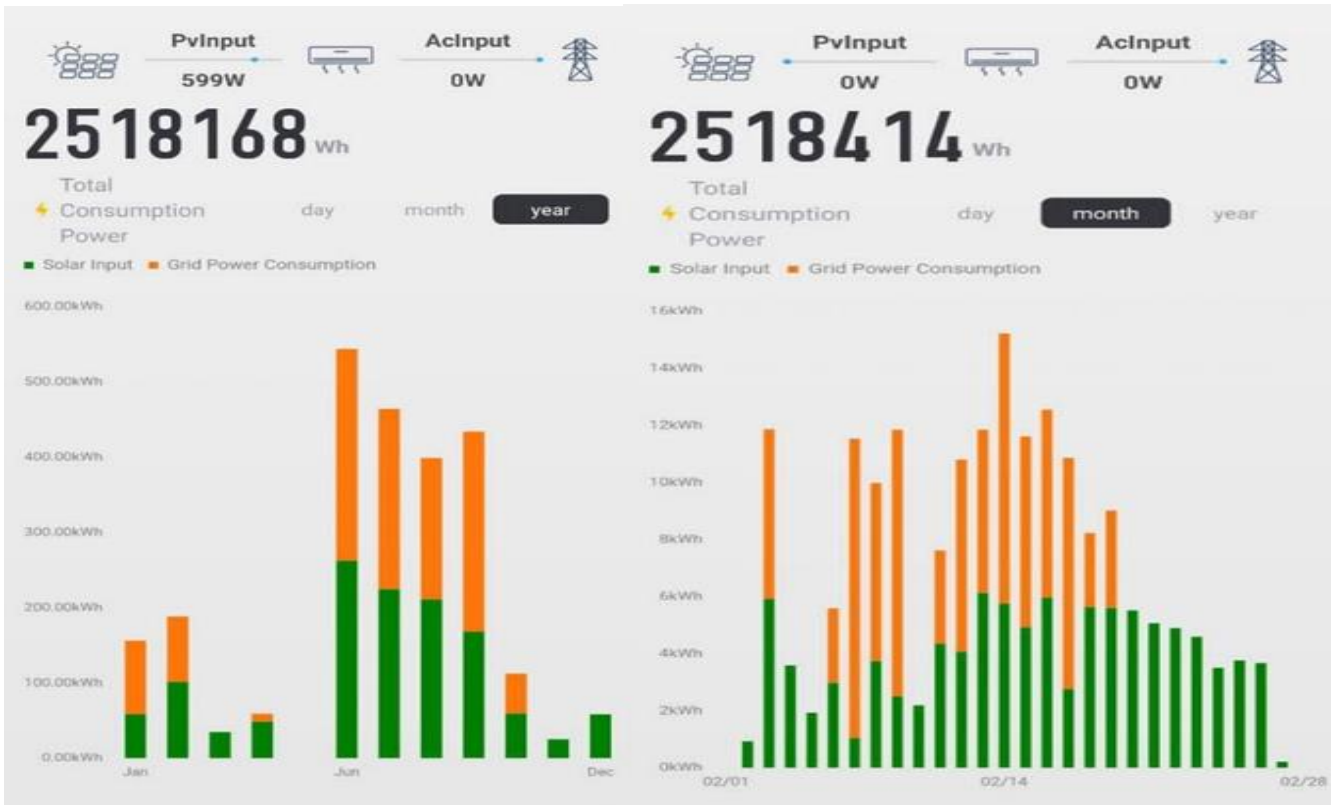 PvInput
AcInput
599W
0W
2518168 Wh
Total
Consumption
Power
day
month
year
Solar Input
Grid Power Consumption
600.00kWh
500.00kWh
400.00kWh
300.00kWh
200.00kWh
100.00kWh
0.00kWh
Jan
Jun
Dec
PvInput
AcInput
0W
0W
2518414 Wh
Total
Consumption
Power
day
month
year
Solar Input
Grid Power Consumption
16kWh
14kWh
12kWh
10kWh
8kWh
6kWh
4kWh
2kWh
0kWh
02/01
02/14
02/28